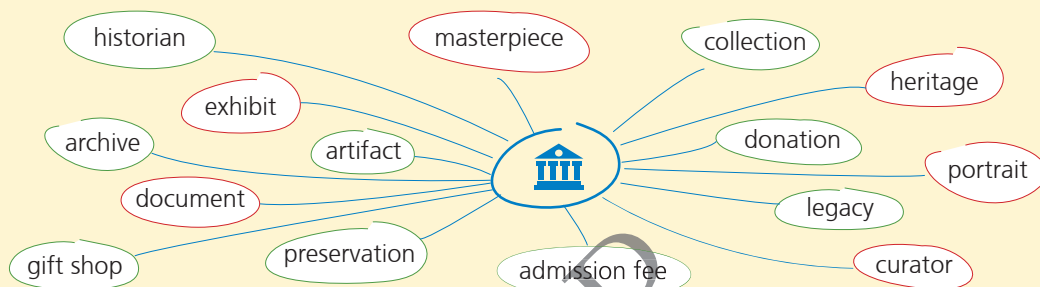 historian
masterpiece
collection
heritage
exhibit
archive
artifact
donation
portrait
document
legacy
gift shop
preservation
admission fee
curator